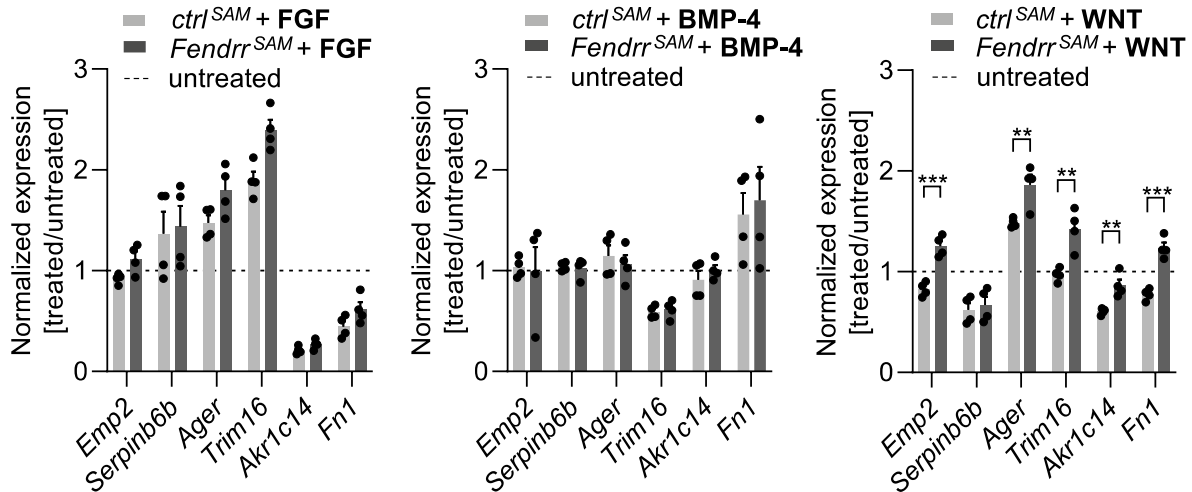 ctrl SAM + FGF
Fendrr SAM + FGF
untreated
Normalized expression
[treated/untreated]
3
2
1
0
Emp2
Serpinb6b
Ager
Trim16
Akr1c14
Fn1
ctrl SAM + BMP-4
Fendrr SAM + BMP-4
untreated
Normalized expression
[treated/untreated]
3
2
1
0
Emp2
Serpinb6b
Ager
Trim16
Akr1c14
Fn1
ctrl SAM + WNT
Fendrr SAM + WNT
untreated
Normalized expression
[treated/untreated]
3
2
1
0
***
**
**
**
***
Emp2
Serpinb6b
Ager
Trim16
Akr1c14
Fn1